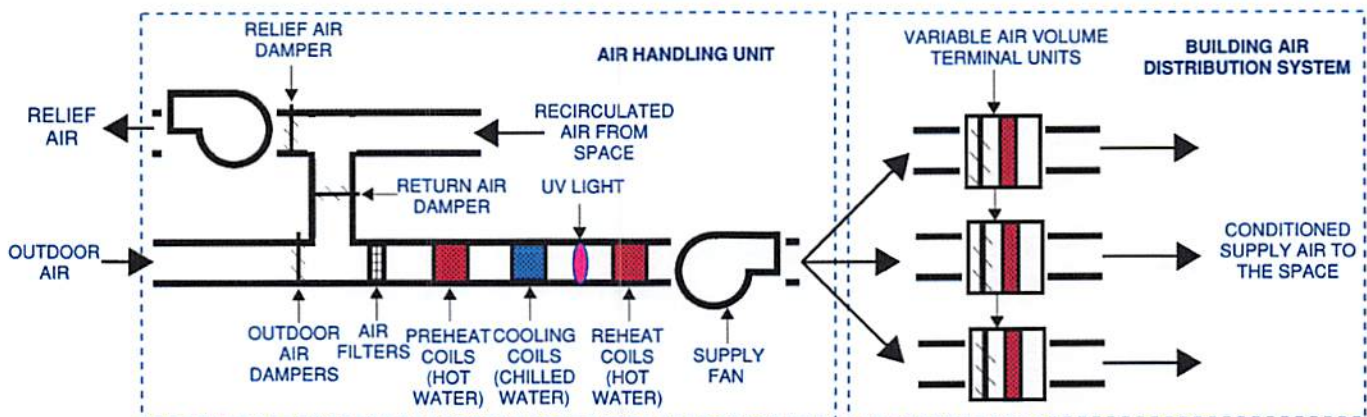 RELIEF AIR
DAMPER
AIR HANDLING UNIT
VARIABLE AIR VOLUME
TERMINAL UNITS
BUILDING AIR
DISTRIBUTION SYSTEM
RELIEF
AIR
RECIRCULATED
AIR FROM
SPACE
RETURN AIR
DAMPER
UV LIGHT
OUTDOOR
AIR
CONDITIONED
SUPPLY AIR TO
THE SPACE
OUTDOOR
AIR
DAMPERS
AIR
FILTERS
PREHEAT
COILS
(HOT
WATER)
COOLING
COILS
(CHILLED
WATER)
REHEAT
COILS
(HOT
WATER)
SUPPLY
FAN